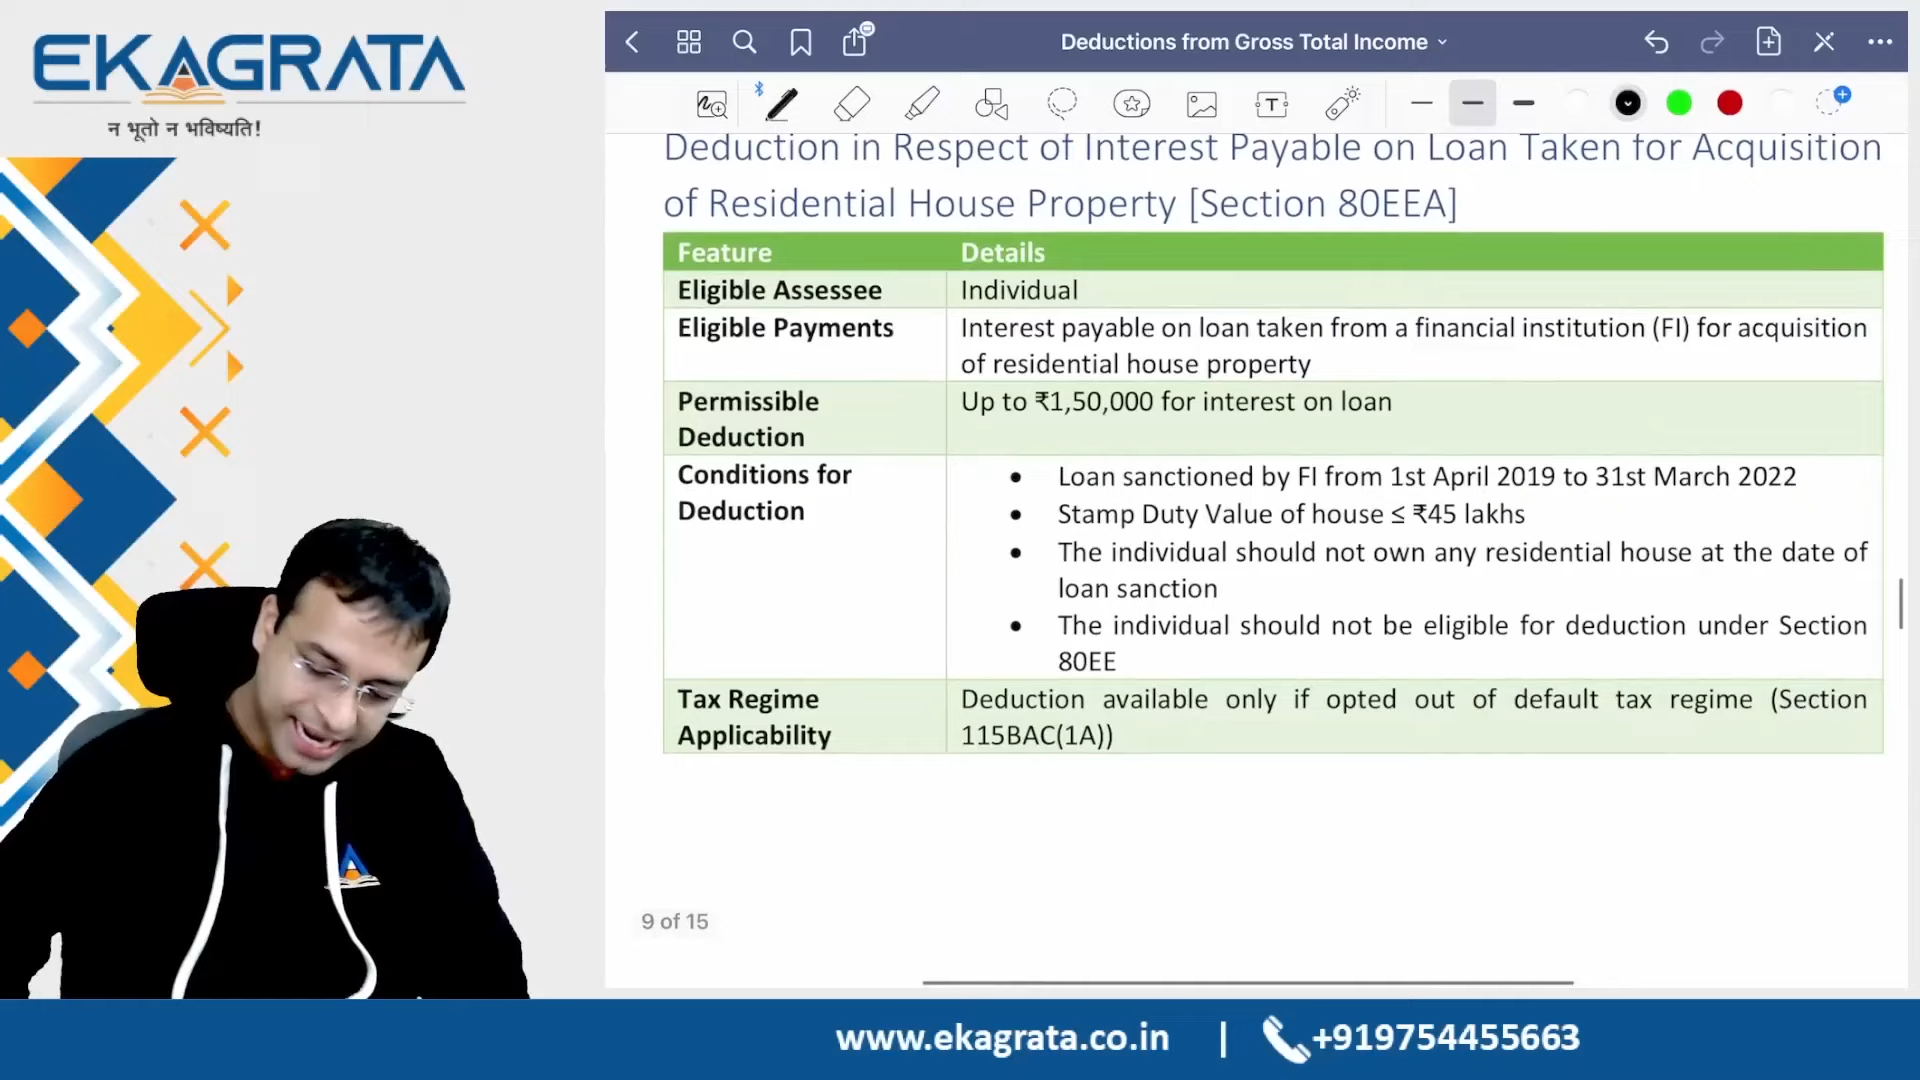 EKAGRATA
न भूतो न भविष्यति!
Deductions from Gross Total Income
Deduction in Respect of Interest Payable on Loan Taken for Acquisition
of Residential House Property [Section 80EEA]
Feature Details
Eligible Assessee Individual
Eligible Payments Interest payable on loan taken from a financial institution (FI) for acquisition
of residential house property
Permissible Up to ₹1,50,000 for interest on loan
Deduction
Conditions for • Loan sanctioned by FI from 1st April 2019 to 31st March 2022
Deduction • Stamp Duty Value of house ≤ ₹45 lakhs
• The individual should not own any residential house at the date of
loan sanction
• The individual should not be eligible for deduction under Section
80EE
Tax Regime Deduction available only if opted out of default tax regime (Section
Applicability 115BAC(1A))
9 of 15
www.ekagrata.co.in | +919754455663